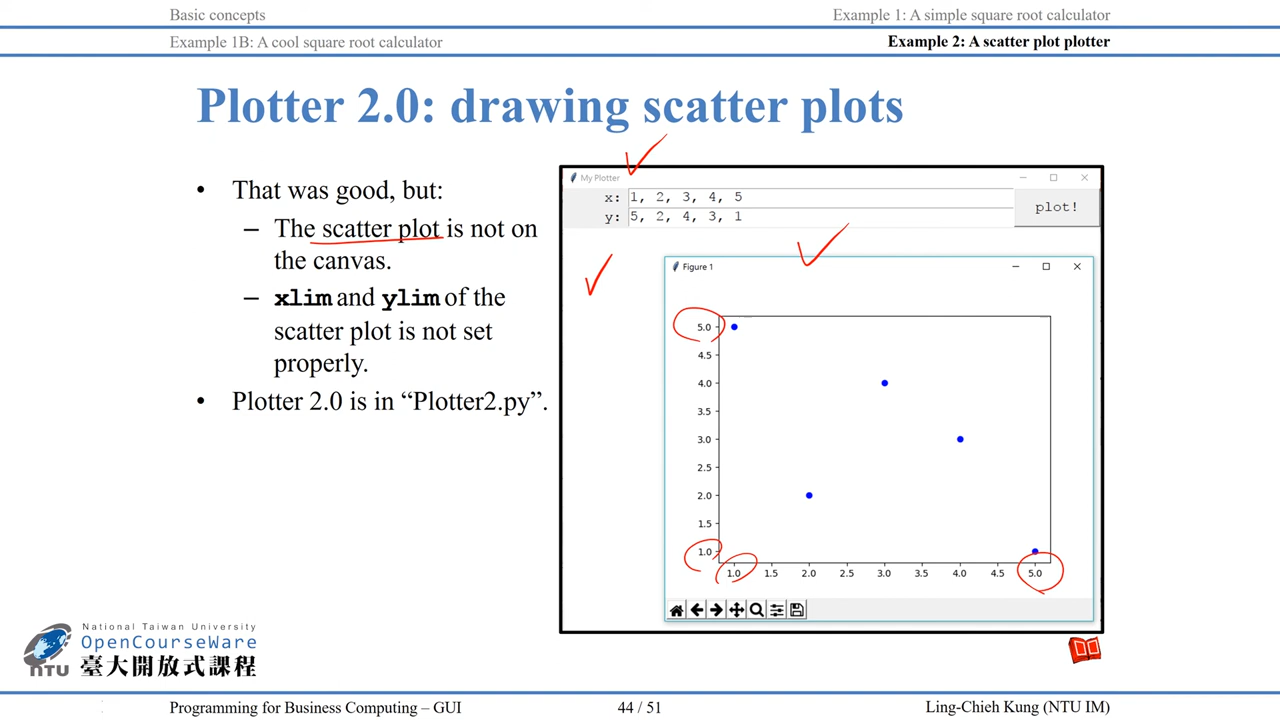 Basic concepts
Example 1: A simple square root calculator
Example 1B: A cool square root calculator
Example 2: A scatter plot plotter
Plotter 2.0: drawing scatter plots
• That was good, but:
– The scatter plot is not on
the canvas.
– xlim and ylim of the
scatter plot is not set
properly.
• Plotter 2.0 is in “Plotter2.py”.
My Plotter
x: 1, 2, 3, 4, 5
y: 5, 2, 4, 3, 1
plot!
Figure 1
5.0
4.5
4.0
3.5
3.0
2.5
2.0
1.5
1.0
1.0 1.5 2.0 2.5 3.0 3.5 4.0 4.5 5.0
National Taiwan University
OpenCourseWare
臺大開放式課程
NTU
Programming for Business Computing – GUI
44 / 51
Ling-Chieh Kung (NTU IM)